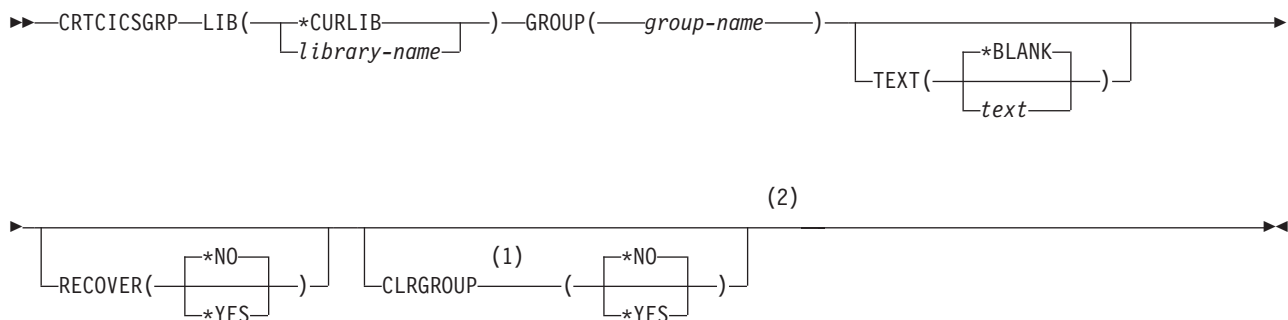 CRTCICSGRP LIB( *CURLIB ) GROUP( group-name )
library-name
*BLANK
TEXT( )
text
(2)
*NO (1) *NO
RECOVER( ) CLRGROUP ( )
*YES *YES